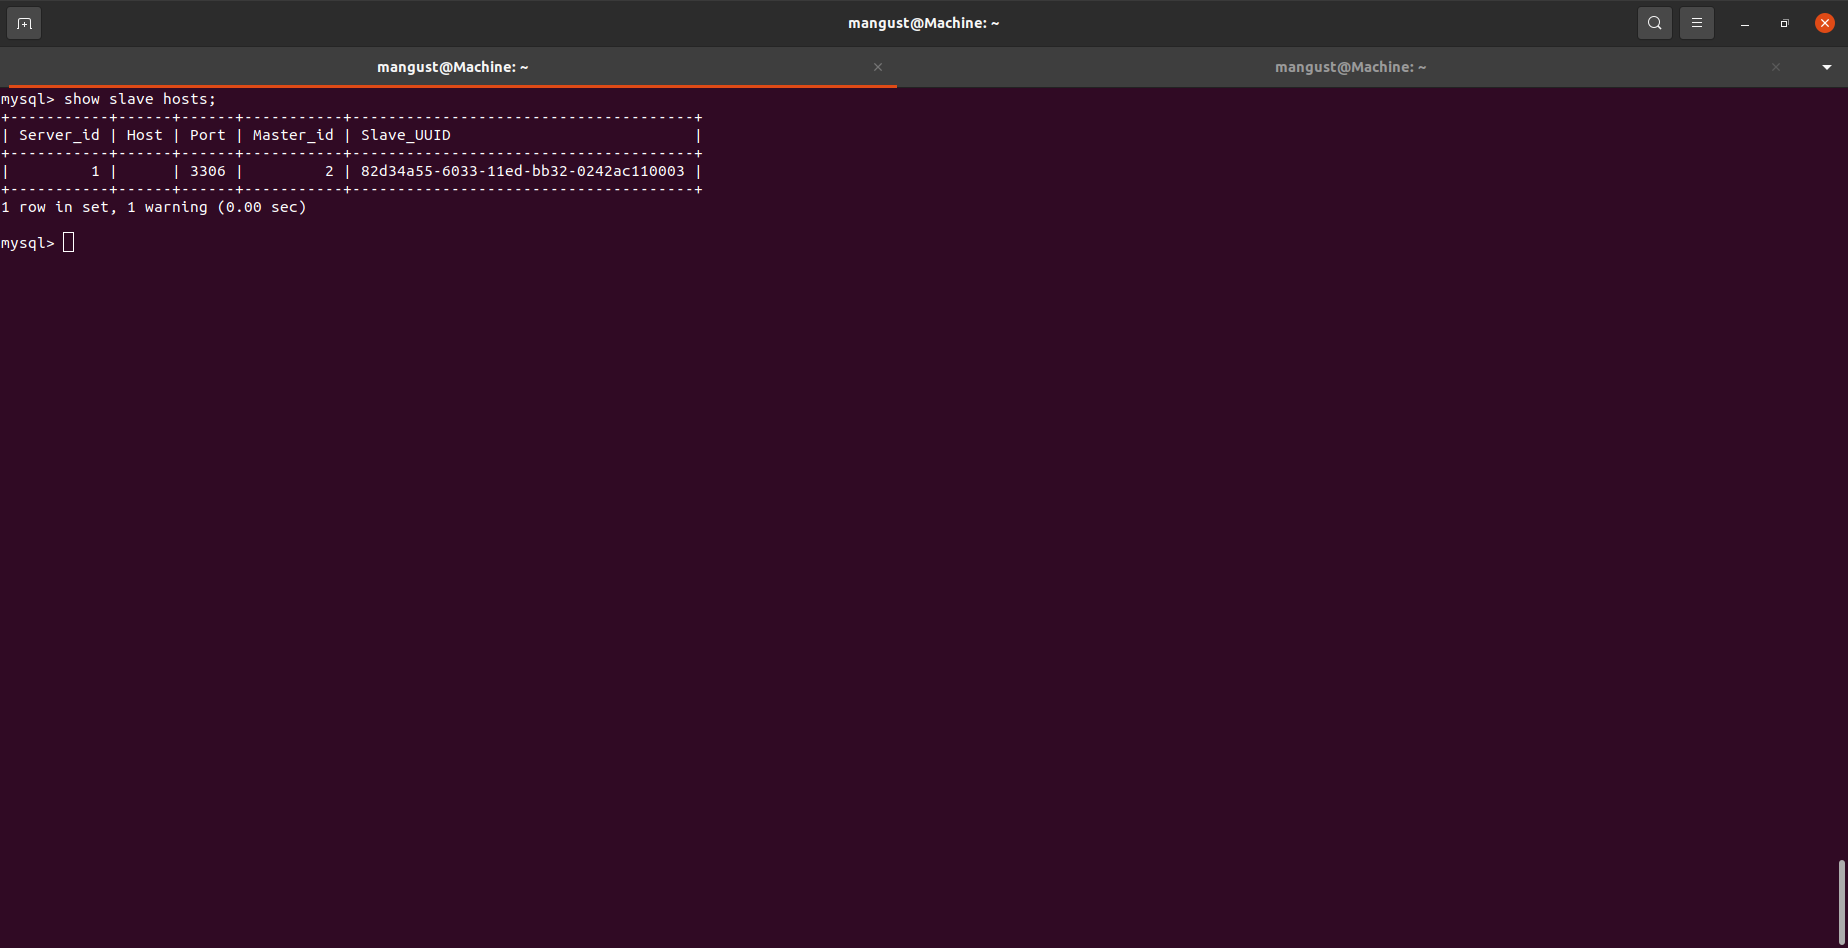 mangust@Machine: ~
mangust@Machine: ~
mangust@Machine: ~
mysql> show slave hosts;
+-----------+------+------+-----------+--------------------------------------+
| Server_id | Host | Port | Master_id | Slave_UUID                           |
+-----------+------+------+-----------+--------------------------------------+
|         1 |      | 3306 |         2 | 82d34a55-6033-11ed-bb32-0242ac110003 |
+-----------+------+------+-----------+--------------------------------------+
1 row in set, 1 warning (0.00 sec)
mysql>